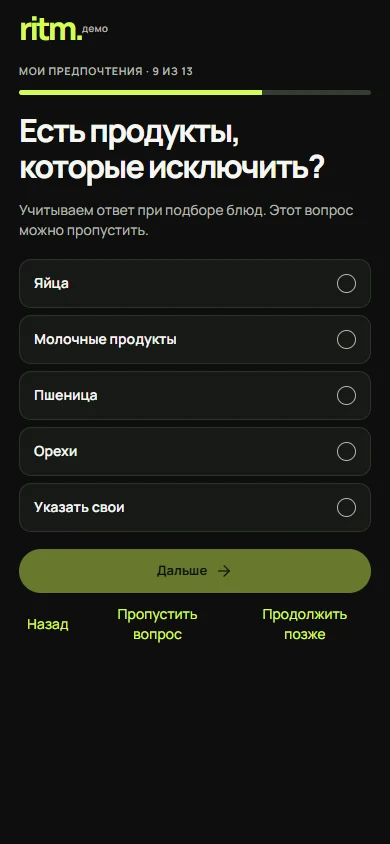 ritm.демо
МОИ ПРЕДПОЧТЕНИЯ · 9 ИЗ 13
Есть продукты,
которые исключить?
Учитываем ответ при подборе блюд. Этот вопрос
можно пропустить.
Яйца
Молочные продукты
Пшеница
Орехи
Указать свои
Дальше →
Назад
Пропустить
вопрос
Продолжить
позже